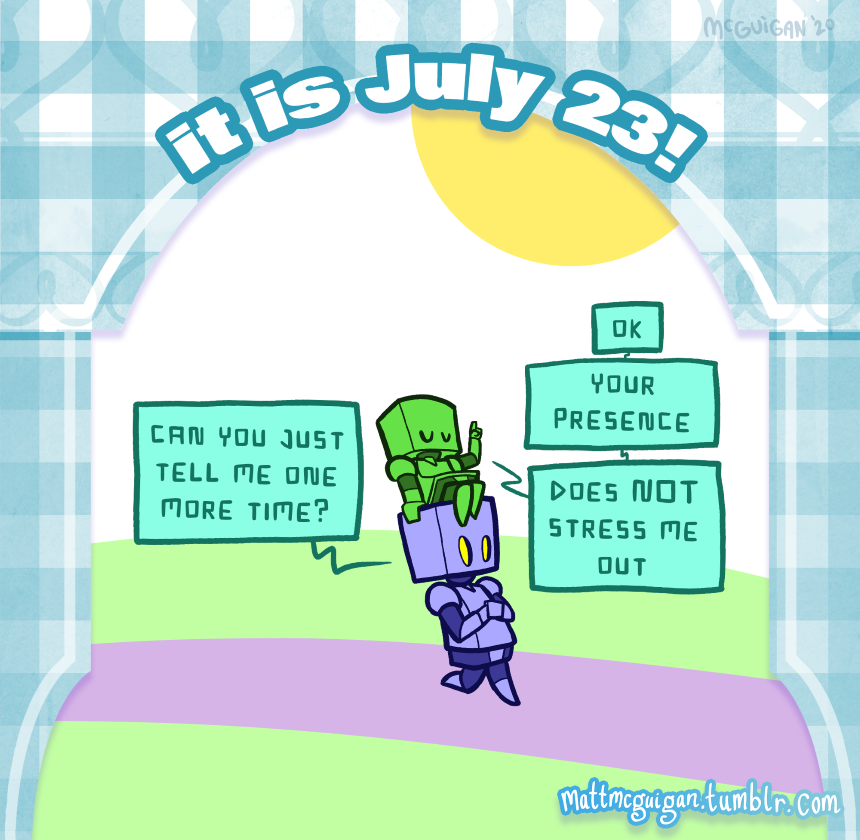 McGUIGAN '20
it is July 23!
OK
YOUR
PRESENCE
CAN YOU JUST
TELL ME ONE
MORE TIME?
DOES NOT
STRESS ME
OUT
mattmcguigan.tumblr.com